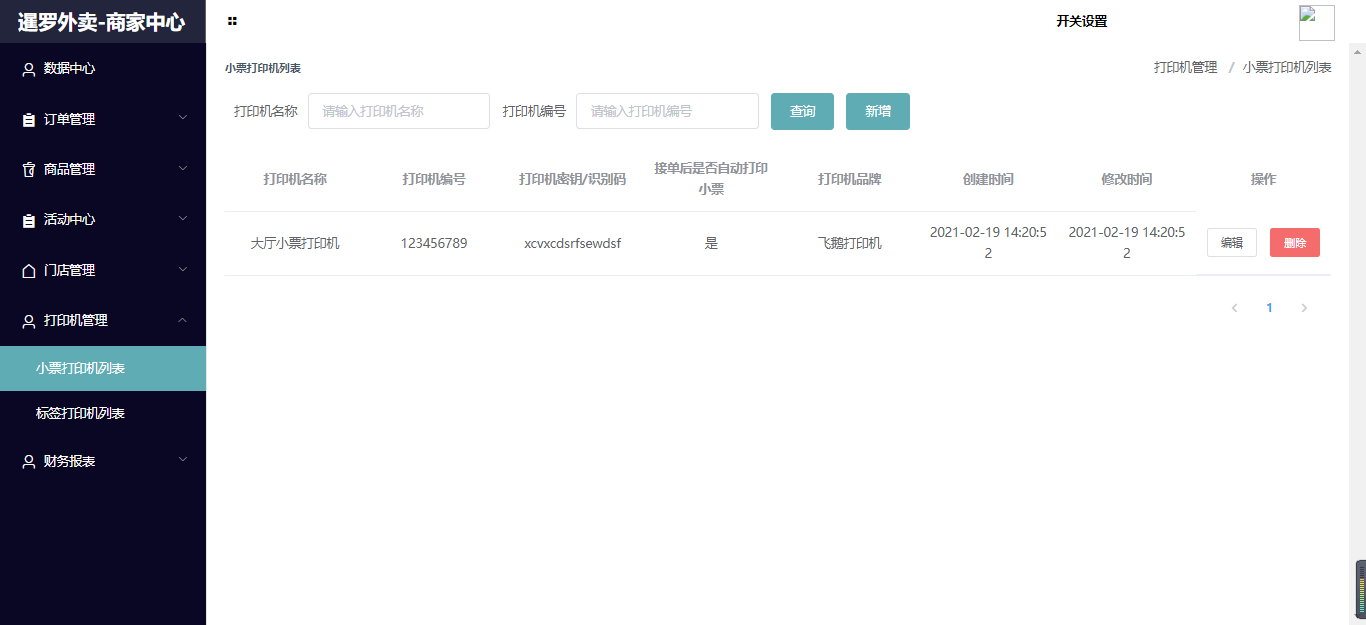 暹罗外卖-商家中心
开关设置
数据中心
订单管理
商品管理
活动中心
门店管理
打印机管理
小票打印机列表
标签打印机列表
财务报表
小票打印机列表
打印机管理 / 小票打印机列表
打印机名称 请输入打印机名称 打印机编号 请输入打印机编号 查询 新增
打印机名称 打印机编号 打印机密钥/识别码 接单后是否自动打印 打印机品牌 创建时间 修改时间 操作
小票
大厅小票打印机 123456789 xcvxcdsrfsewdsf 是 飞鹅打印机 2021-02-19 14:20:5 2021-02-19 14:20:5 编辑 删除
2 2
1